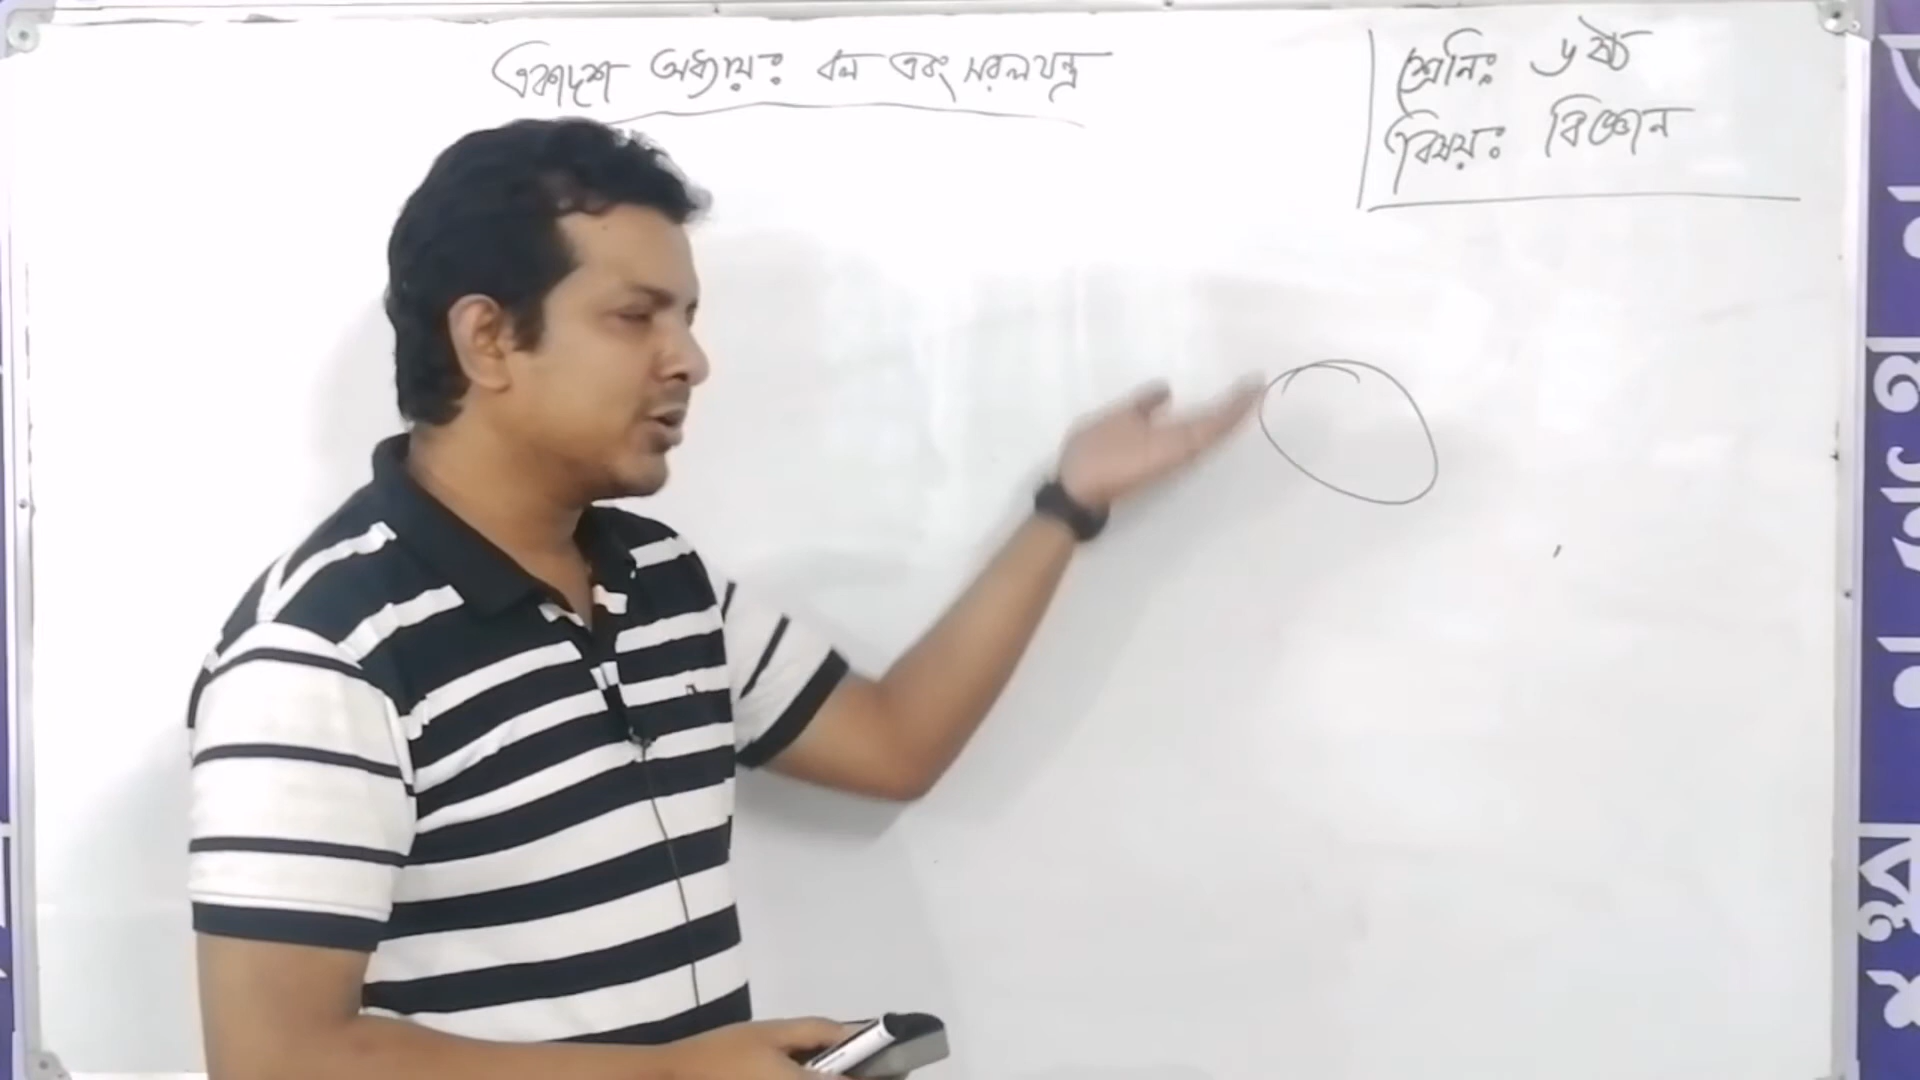 একাদশ অধ্যায়ঃ বল এবং সরলযন্ত্র
শ্রেনিঃ ৬ষ্ঠ
বিষয়ঃ বিজ্ঞান